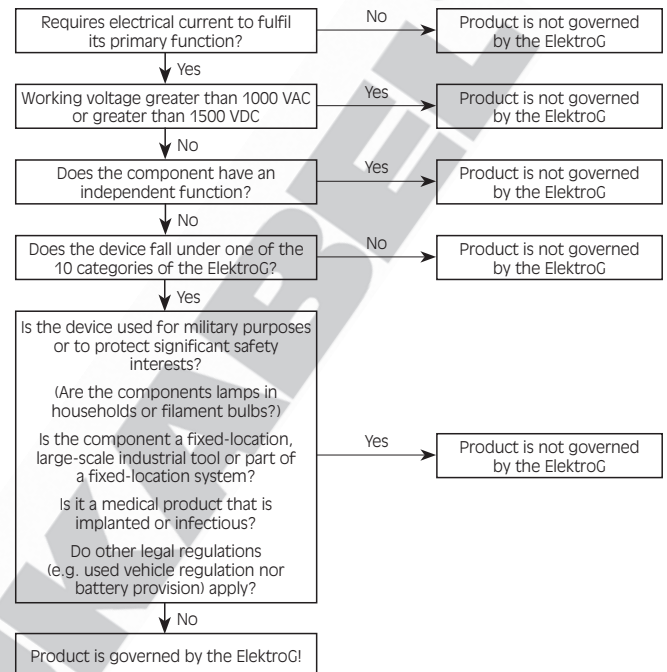 Requires electrical current to fulfil
its primary function?
No
Product is not governed
by the ElektroG
Yes
Working voltage greater than 1000 VAC
or greater than 1500 VDC
Yes
Product is not governed
by the ElektroG
No
Does the component have an
independent function?
Yes
Product is not governed
by the ElektroG
No
Does the device fall under one of the
10 categories of the ElektroG?
No
Product is not governed
by the ElektroG
Yes
Is the device used for military purposes
or to protect significant safety
interests?
(Are the components lamps in
households or filament bulbs?)
Is the component a fixed-location,
large-scale industrial tool or part of
a fixed-location system?
Is it a medical product that is
implanted or infectious?
Do other legal regulations
(e.g. used vehicle regulation nor
battery provision) apply?
Yes
Product is not governed
by the ElektroG
No
Product is governed by the ElektroG!
KABEL